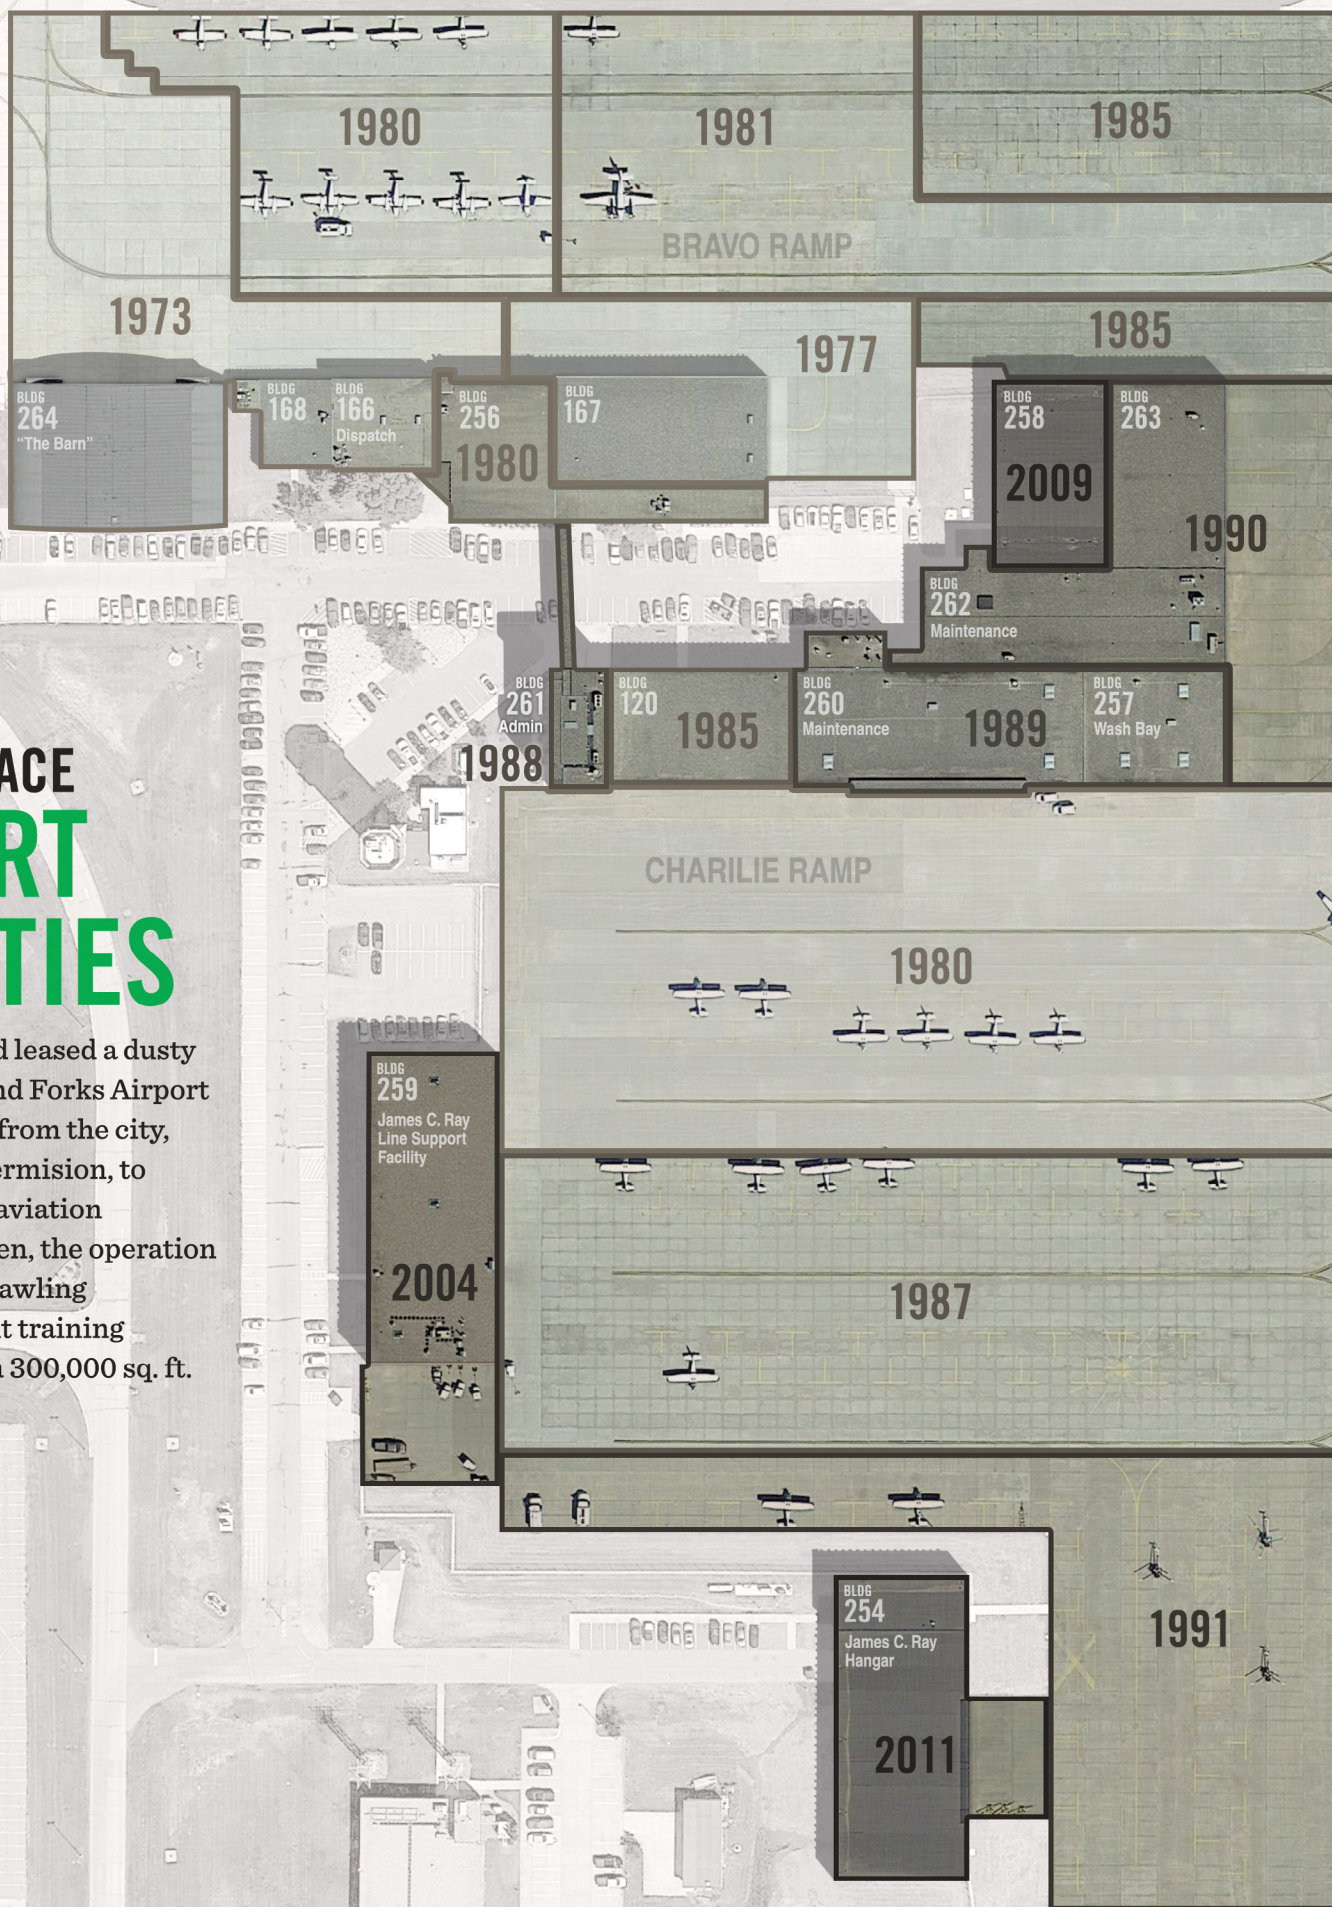 1980
1981
1985
BRAVO RAMP
1973
1977
1985
BLDG
264
“The Barn”
BLDG
168
BLDG
166
Dispatch
BLDG
256
1980
BLDG
167
BLDG
258
2009
BLDG
263
1990
BLDG
262
Maintenance
BLDG
261
Admin
1988
BLDG
120
1985
BLDG
260
Maintenance
1989
BLDG
257
Wash Bay
ACE
RT
TIES
d leased a dusty
nd Forks Airport
from the city,
ermision, to
aviation
en, the operation
awling
t training
n 300,000 sq. ft.
CHARILIE RAMP
1980
BLDG
259
James C. Ray
Line Support
Facility
2004
1987
1991
BLDG
254
James C. Ray
Hangar
2011